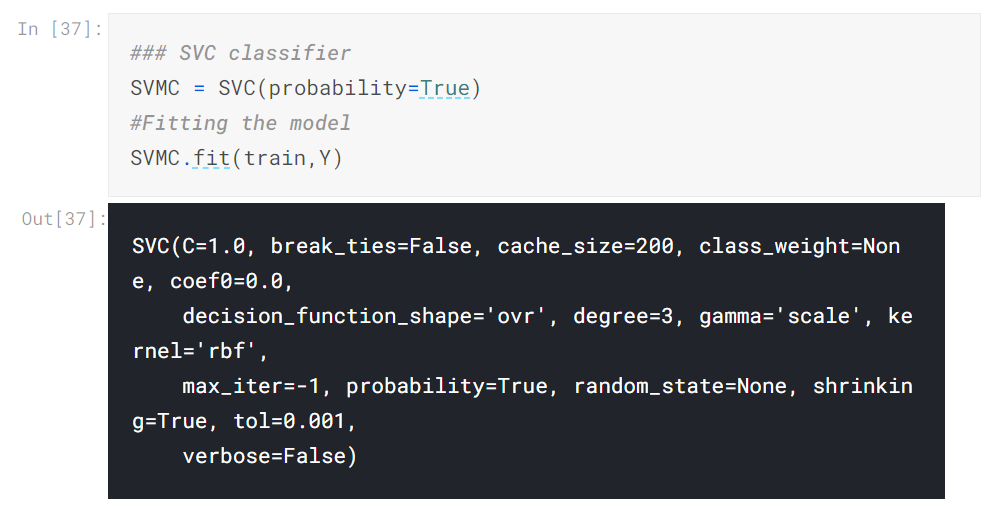 In [37]:
### SVC classifier
SVMC = SVC(probability=True)
#Fitting the model
SVMC.fit(train,Y)
Out[37]:
SVC(C=1.0, break_ties=False, cache_size=200, class_weight=Non
e, coef0=0.0,
    decision_function_shape='ovr', degree=3, gamma='scale', ke
rnel='rbf',
    max_iter=-1, probability=True, random_state=None, shrinkin
g=True, tol=0.001,
    verbose=False)